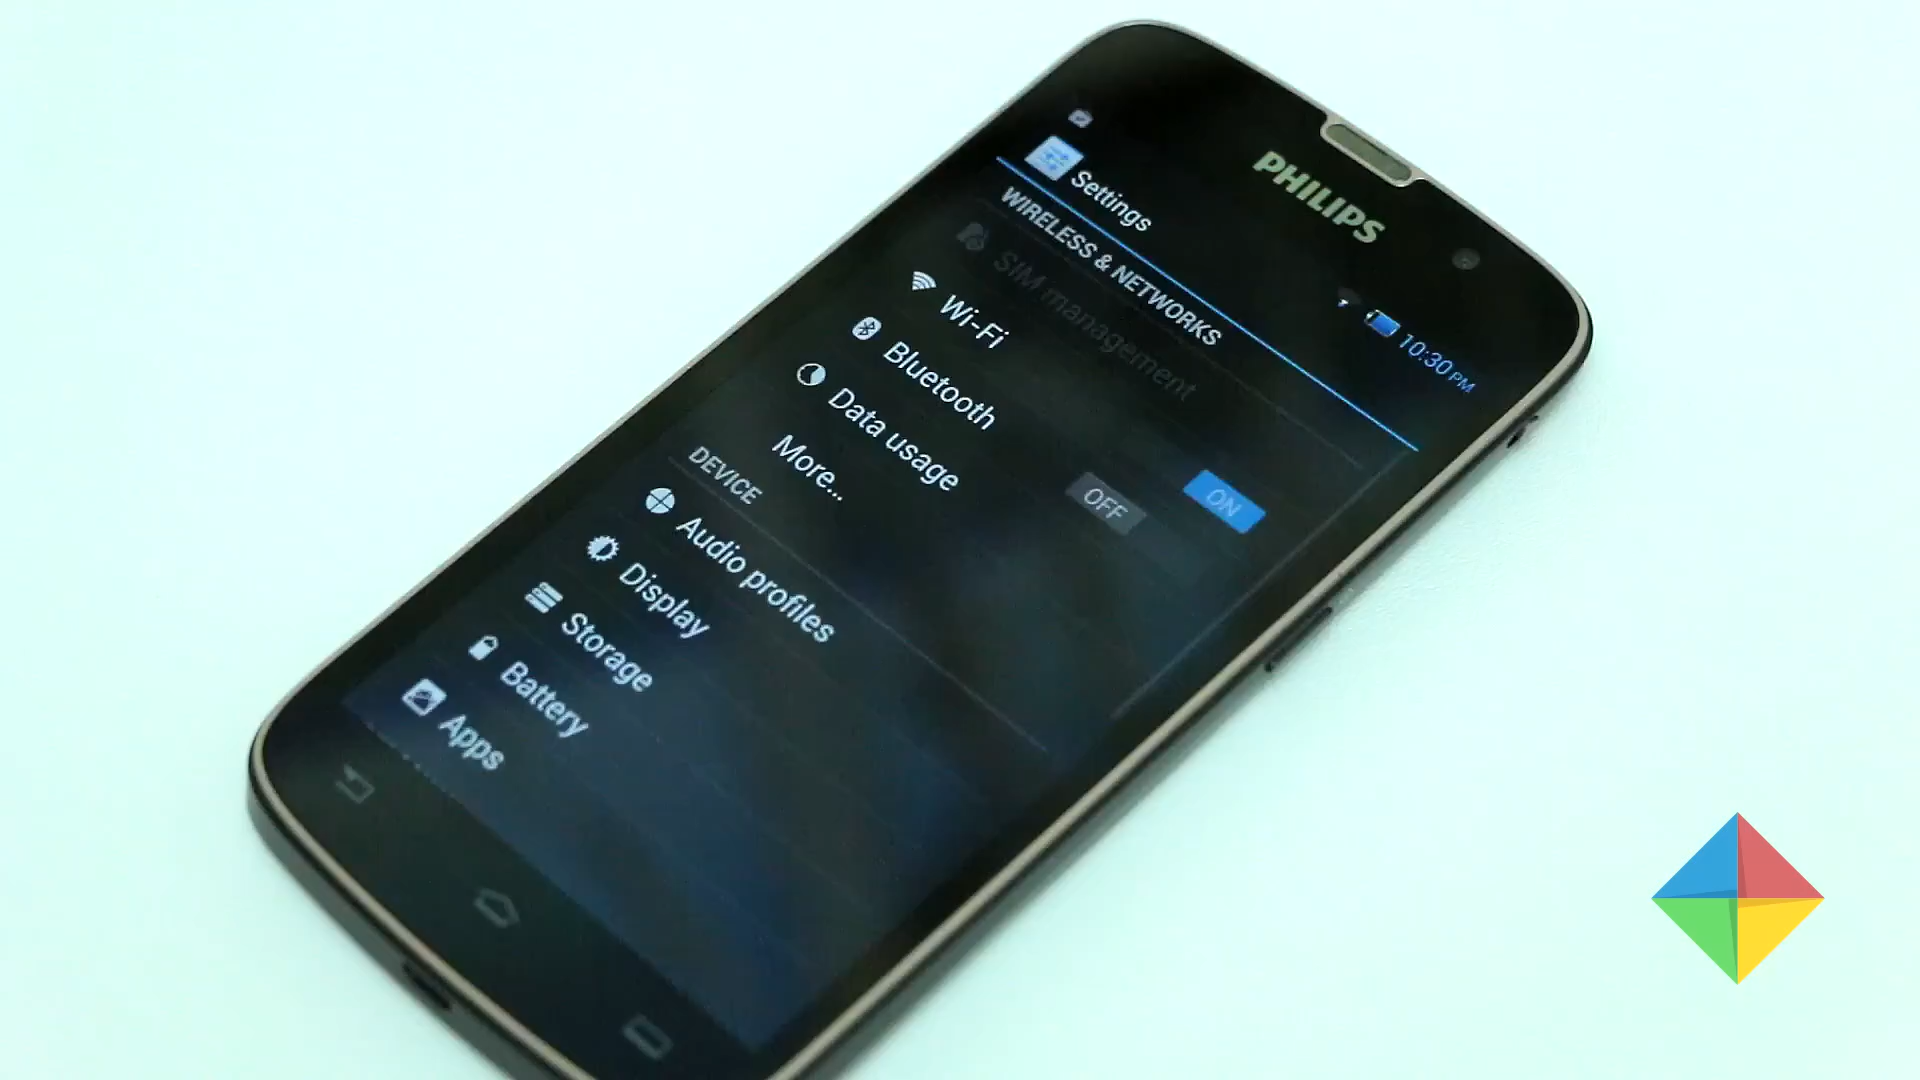 PHILIPS
10:30 PM
Settings
WIRELESS & NETWORKS
SIM management
Wi-Fi
ON
Bluetooth
OFF
Data usage
More...
DEVICE
Audio profiles
Display
Storage
Battery
Apps